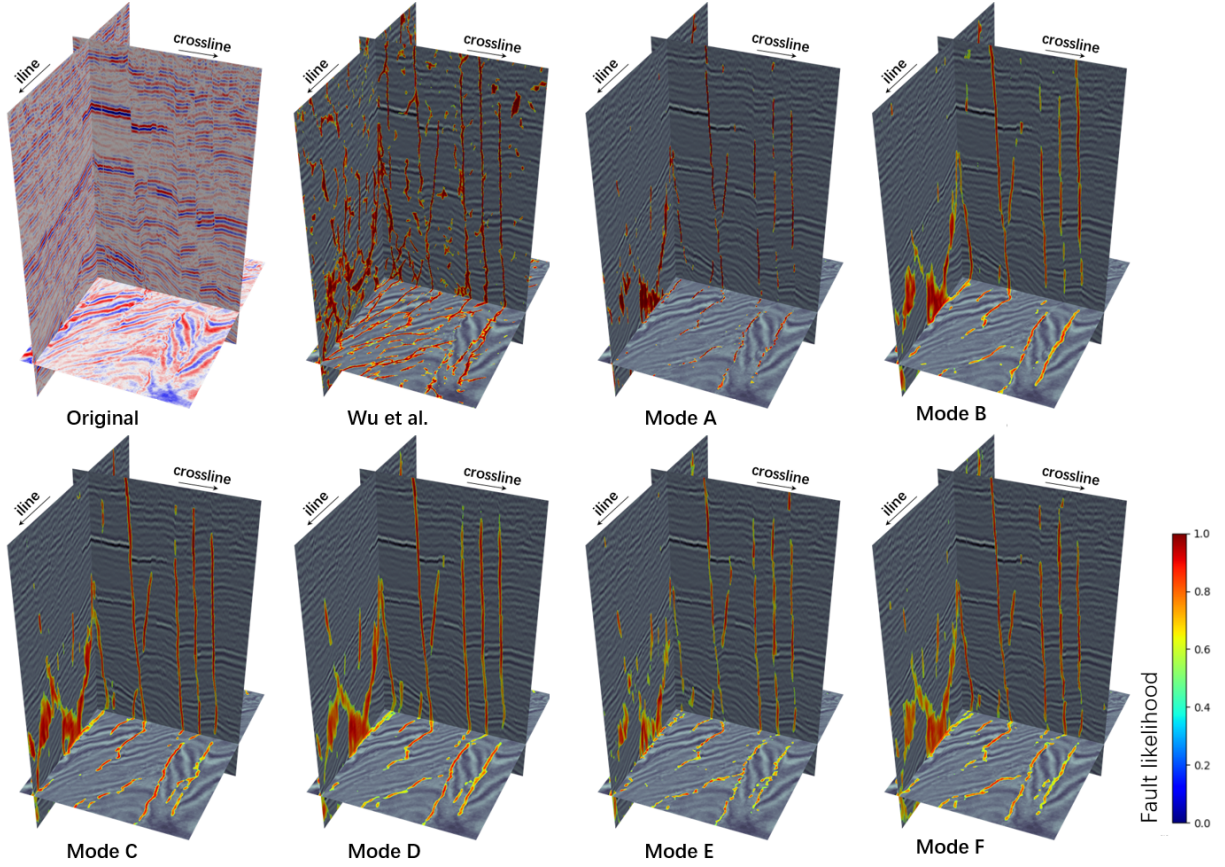 crossline
iline
crossline
iline
crossline
iline
crossline
iline
Original
Wu et al.
Mode A
Mode B
crossline
iline
crossline
iline
crossline
iline
crossline
iline
1.0
0.8
0.6
0.4
0.2
0.0
Fault likelihood
Mode C
Mode D
Mode E
Mode F